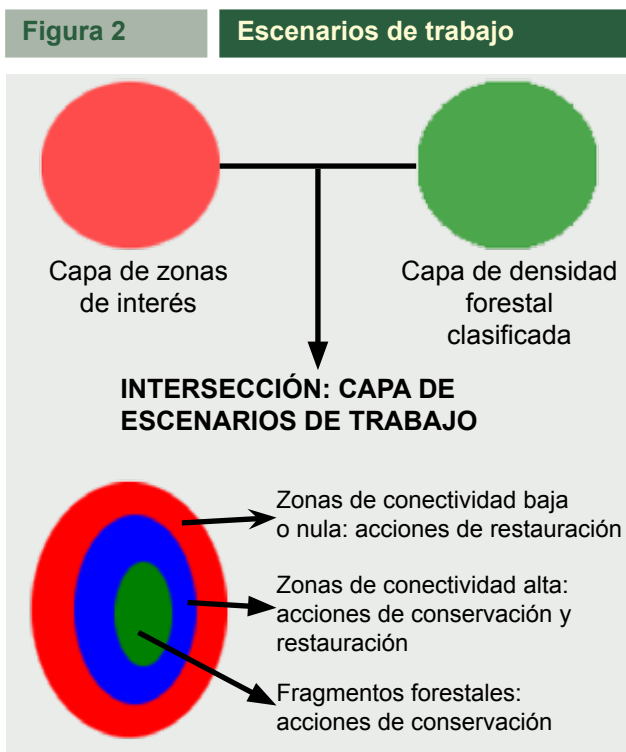 Figura 2
Escenarios de trabajo
Capa de zonas
de interés
Capa de densidad
forestal
clasificada
INTERSECCIÓN: CAPA DE
ESCENARIOS DE TRABAJO
Zonas de conectividad baja
o nula: acciones de restauración
Zonas de conectividad alta:
acciones de conservación y
restauración
Fragmentos forestales:
acciones de conservación